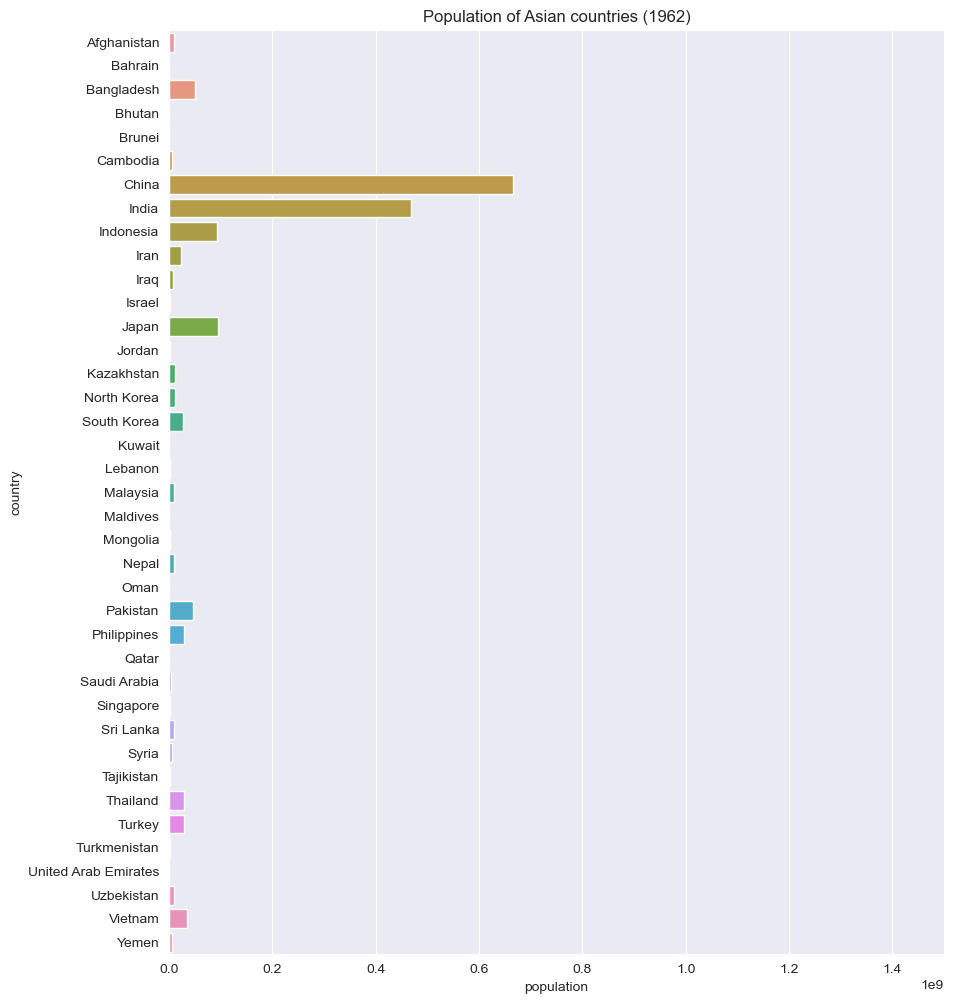 Population of Asian countries (1962)
Afghanistan
Bahrain
Bangladesh
Bhutan
Brunei
Cambodia
China
India
Indonesia
Iran
Iraq
Israel
Japan
Jordan
Kazakhstan
North Korea
South Korea
Kuwait
Lebanon
Malaysia
Maldives
Mongolia
Nepal
Oman
Pakistan
Philippines
Qatar
Saudi Arabia
Singapore
Sri Lanka
Syria
Tajikistan
Thailand
Turkey
Turkmenistan
United Arab Emirates
Uzbekistan
Vietnam
Yemen
country
0.0 0.2 0.4 0.6 0.8 1.0 1.2 1.4
1e9
population